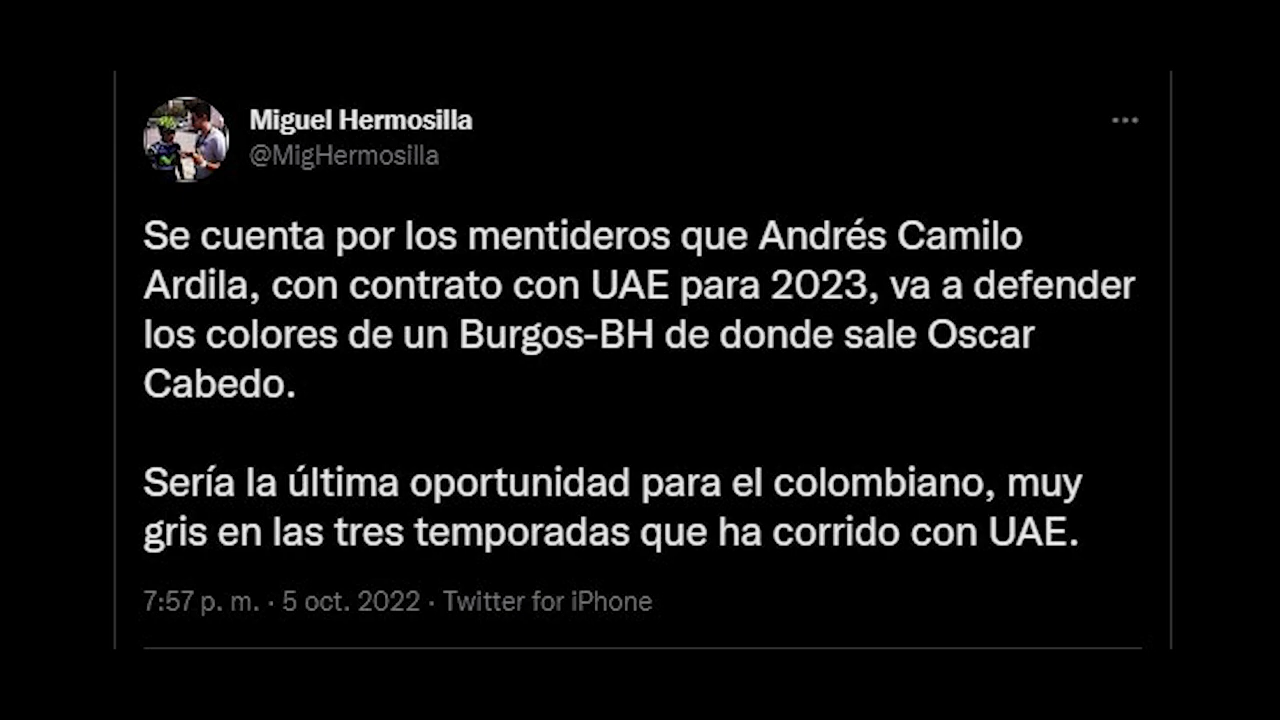 Miguel Hermosilla
@MigHermosilla
Se cuenta por los mentideros que Andrés Camilo
Ardila, con contrato con UAE para 2023, va a defender
los colores de un Burgos-BH de donde sale Oscar
Cabedo.
Sería la última oportunidad para el colombiano, muy
gris en las tres temporadas que ha corrido con UAE.
7:57 p. m. · 5 oct. 2022 · Twitter for iPhone